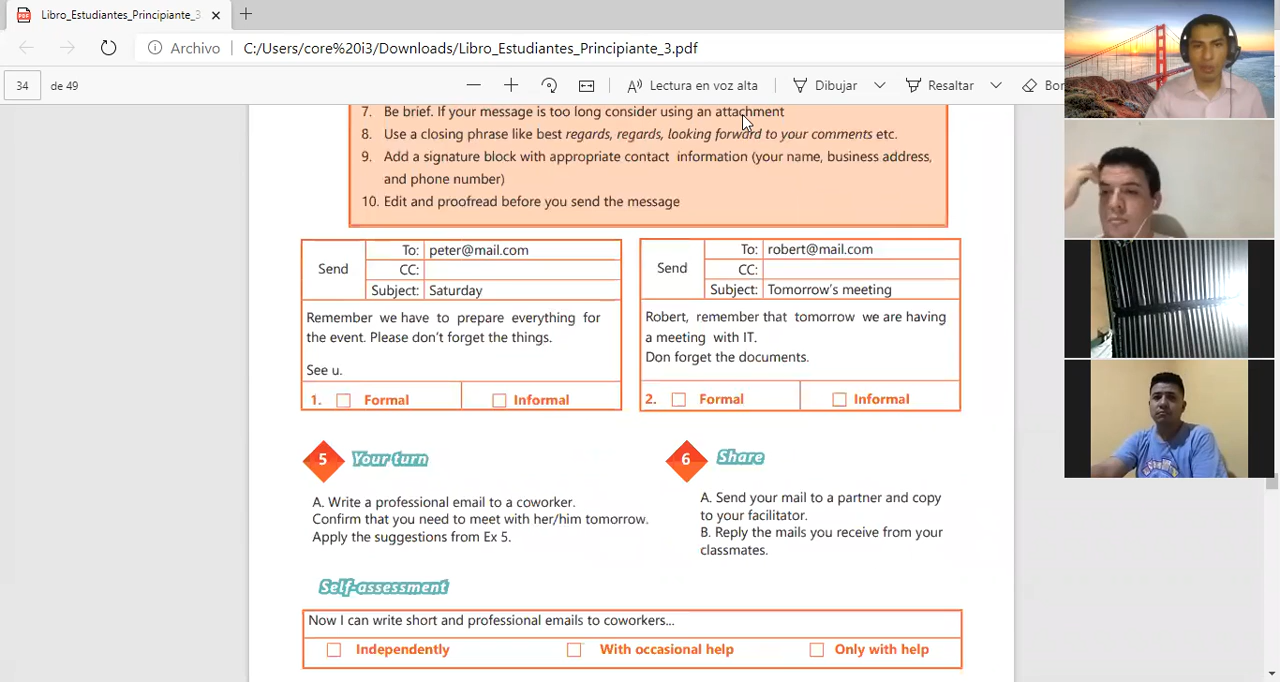 Libro_Estudiantes_Principiante_3
Archivo C:/Users/core%20i3/Downloads/Libro_Estudiantes_Principiante_3.pdf
34 de 49 Lectura en voz alta Dibujar Resaltar
7. Be brief. If your message is too long consider using an attachment
8. Use a closing phrase like best regards, regards, looking forward to your comments etc.
9. Add a signature block with appropriate contact information (your name, business address,
and phone number)
10. Edit and proofread before you send the message
Send
To: peter@mail.com
CC:
Subject: Saturday
Remember we have to prepare everything for
the event. Please don't forget the things.
See u.
1. Formal Informal
Send
To: robert@mail.com
CC:
Subject: Tomorrow's meeting
Robert, remember that tomorrow we are having
a meeting with IT.
Don forget the documents.
2. Formal Informal
5 Your turn
A. Write a professional email to a coworker.
Confirm that you need to meet with her/him tomorrow.
Apply the suggestions from Ex 5.
6 Share
A. Send your mail to a partner and copy
to your facilitator.
B. Reply the mails you receive from your
classmates.
Self-assessment
Now I can write short and professional emails to coworkers...
Independently With occasional help Only with help